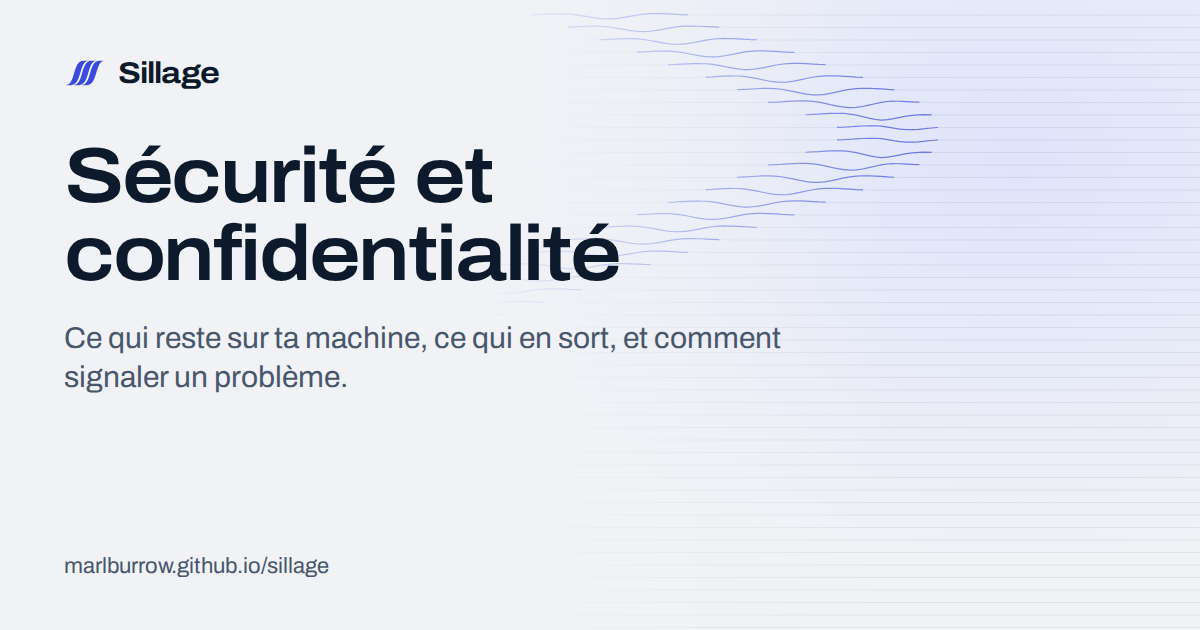 Sillage
Sécurité et
confidentialité
Ce qui reste sur ta machine, ce qui en sort, et comment
signaler un problème.
marlburrow.github.io/sillage